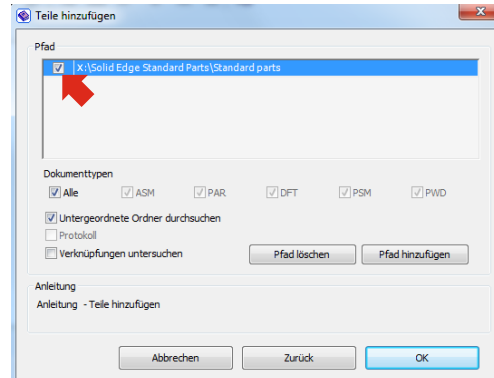 Teile hinzufügen
Pfad
X:\Solid Edge Standard Parts\Standard parts
Dokumenttypen
Alle ASM PAR DFT PSM PWD
Untergeordnete Ordner durchsuchen
Protokoll
Verknüpfungen untersuchen Pfad löschen Pfad hinzufügen
Anleitung
Anleitung - Teile hinzufügen
Abbrechen Zurück OK